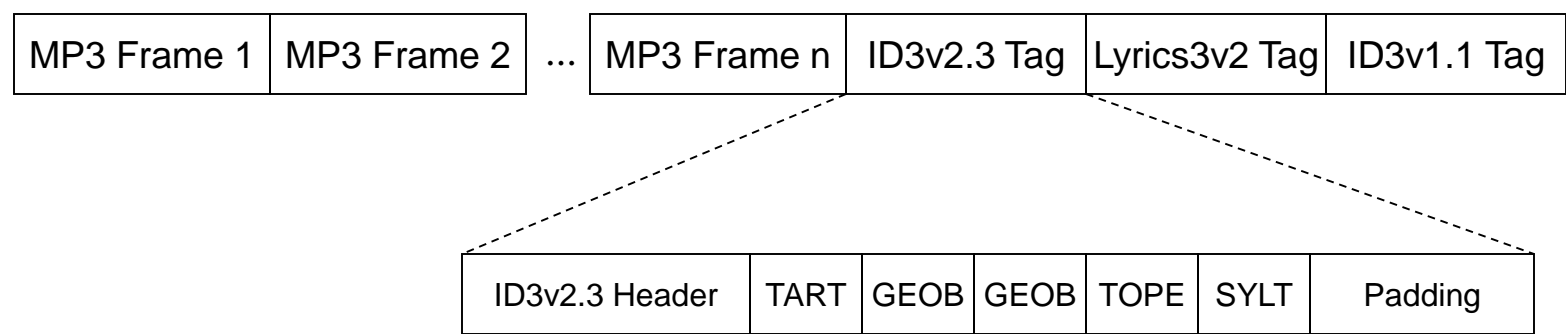 MP3 Frame 1 MP3 Frame 2 ... MP3 Frame n ID3v2.3 Tag Lyrics3v2 Tag ID3v1.1 Tag
ID3v2.3 Header TART GEOB GEOB TOPE SYLT Padding